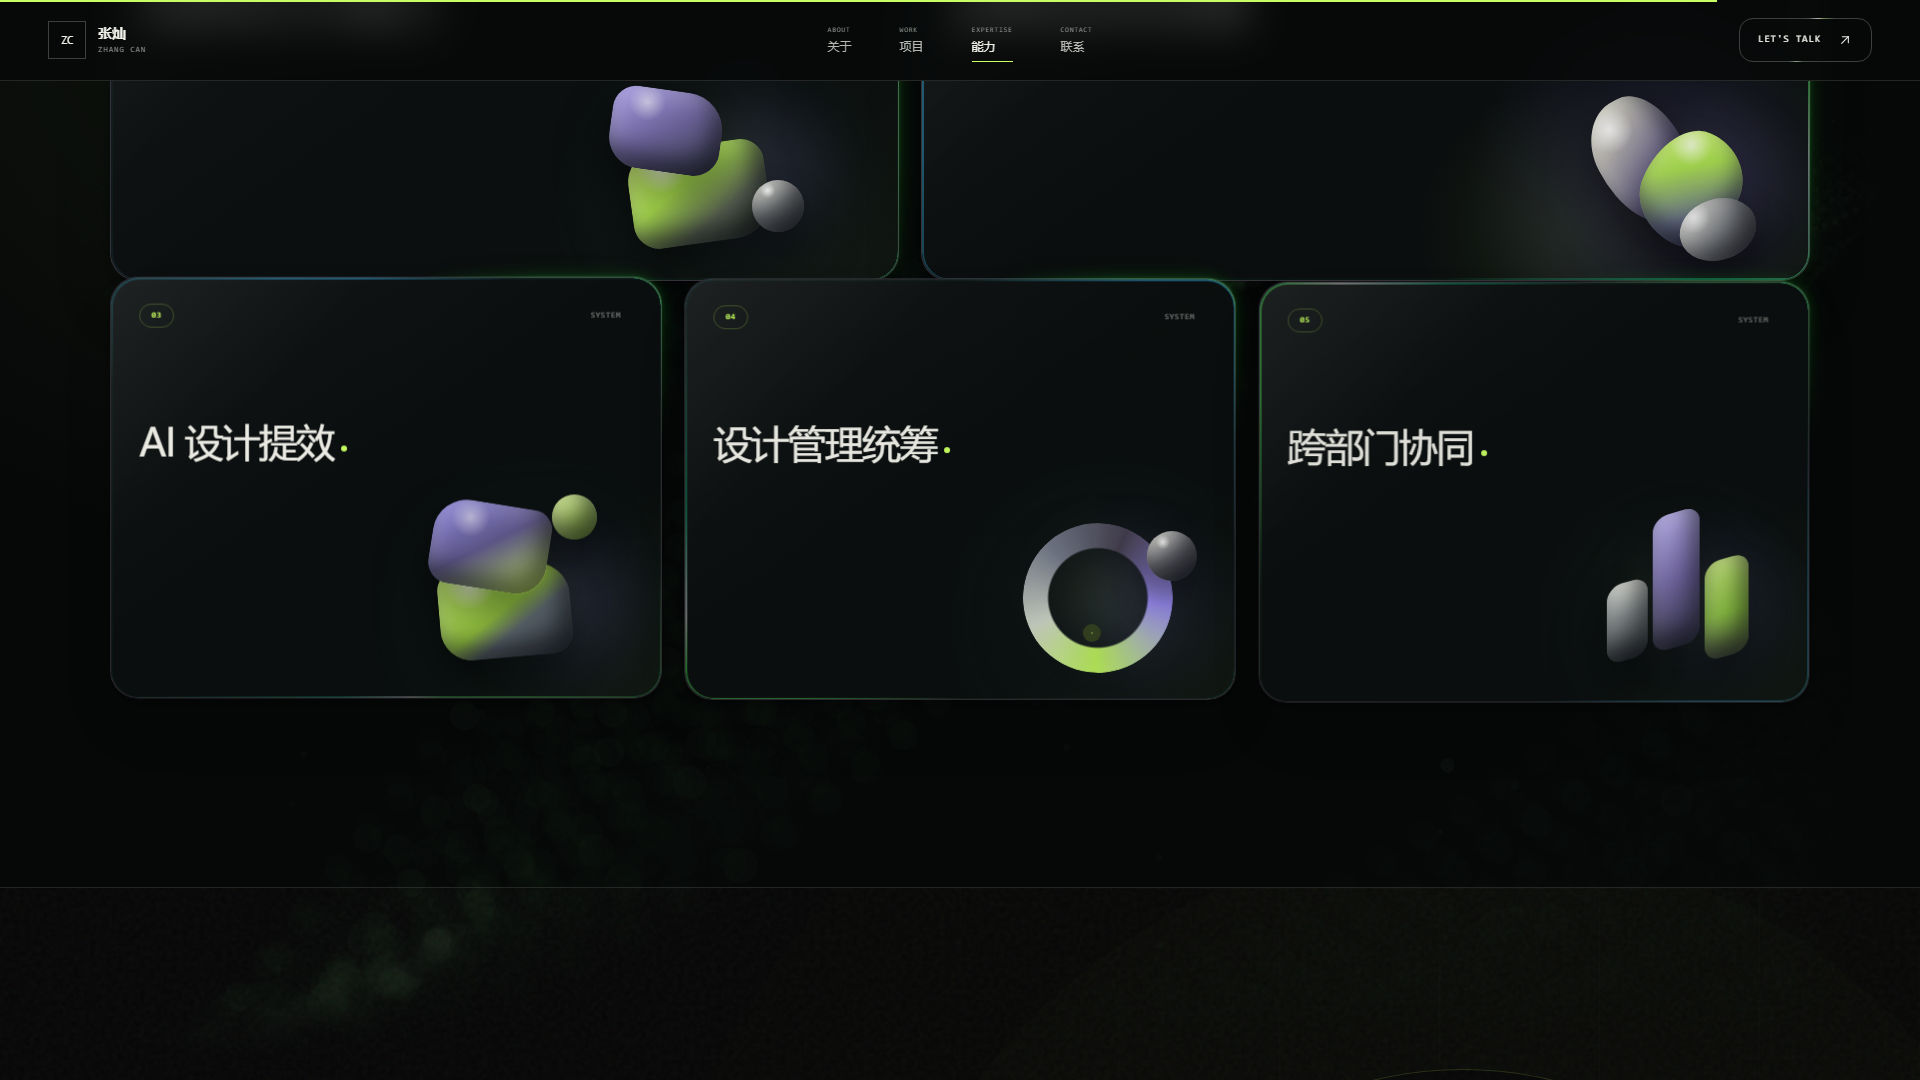 ZC
张灿
ZHANG CAN
ABOUT
关于
WORK
项目
EXPERTISE
能力
CONTACT
联系
LET'S TALK
03
SYSTEM
AI 设计提效
04
SYSTEM
设计管理统筹
05
SYSTEM
跨部门协同